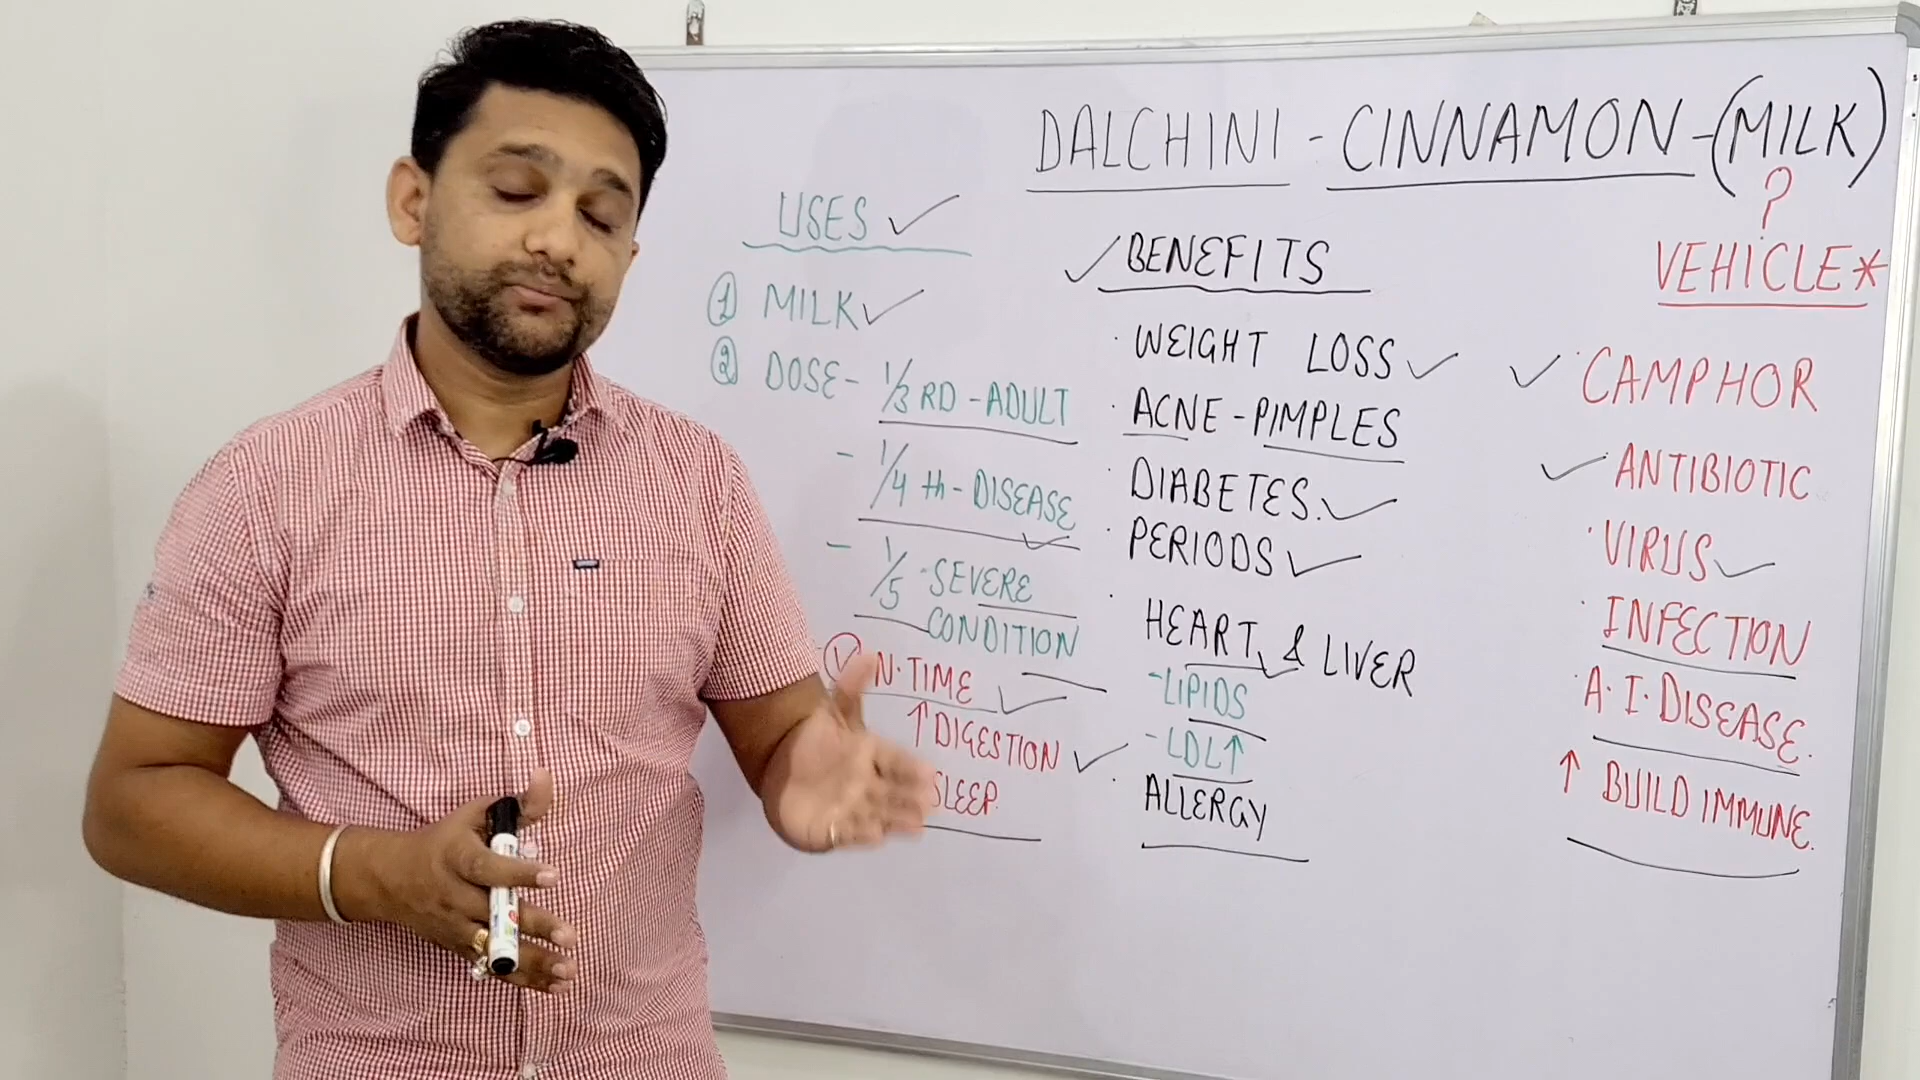 DALCHINI - CINNAMON - (MILK)
?
USES ✓
① MILK ✓
② DOSE - 1/3 RD - ADULT
- 1/4 th - DISEASE
- 1/5 - SEVERE
CONDITION
N. TIME ✓
↑ DIGESTION ✓
SLEEP
✓ BENEFITS
· WEIGHT LOSS ✓
· ACNE - PIMPLES
· DIABETES. ✓
· PERIODS ✓
· HEART & LIVER
- LIPIDS
- LDL ↑
· ALLERGY
VEHICLE*
✓ · CAMPHOR
✓ ANTIBIOTIC
· VIRUS ✓
· INFECTION
· A. I. DISEASE.
↑ BUILD IMMUNE.